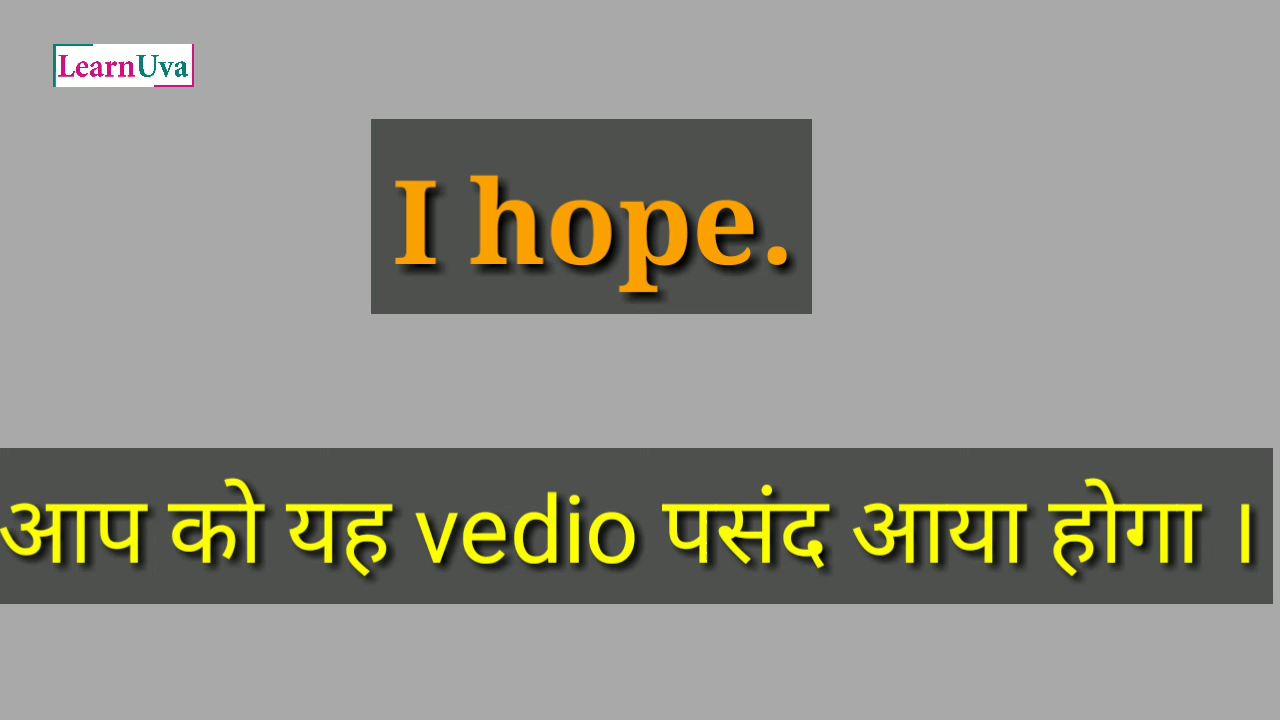 LearnUva
I hope.
आप को यह vedio पसंद आया होगा ।